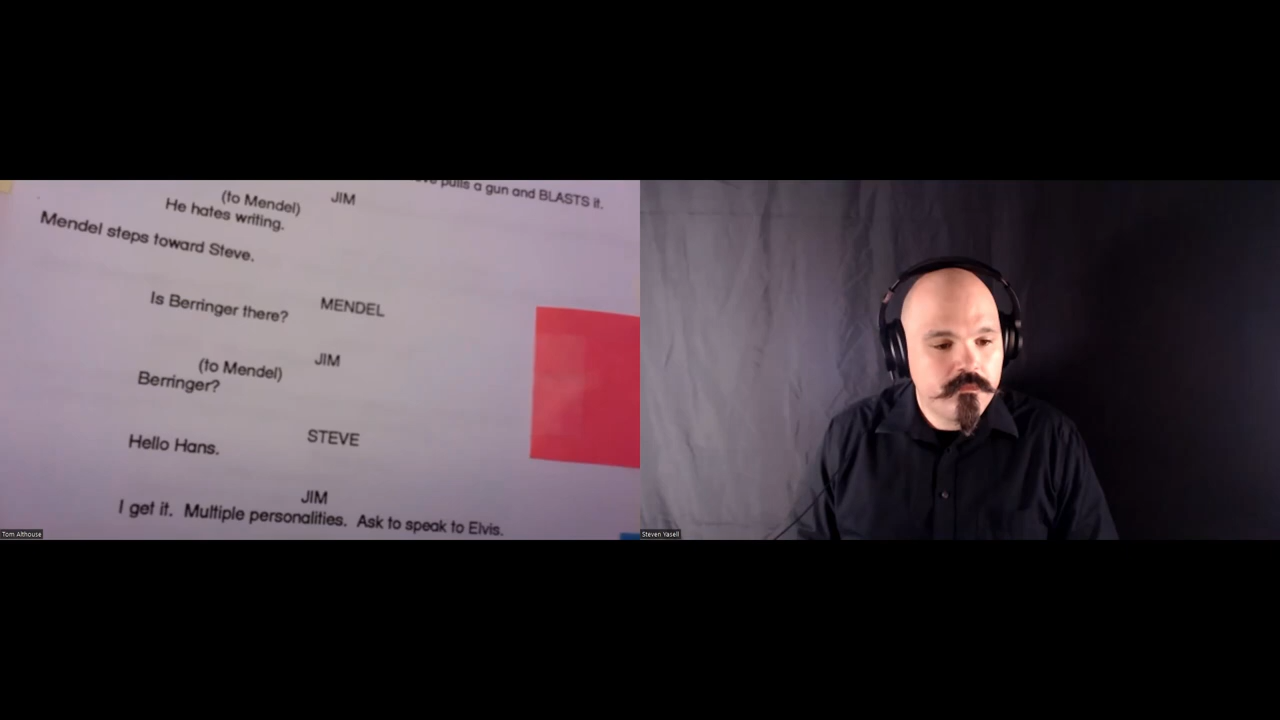 pulls a gun and BLASTS it.
JIM
(to Mendel)
He hates writing.
Mendel steps toward Steve.
MENDEL
Is Berringer there?
JIM
(to Mendel)
Berringer?
STEVE
Hello Hans.
JIM
I get it. Multiple personalities. Ask to speak to Elvis.
Tom Althouse
Steven Yasell